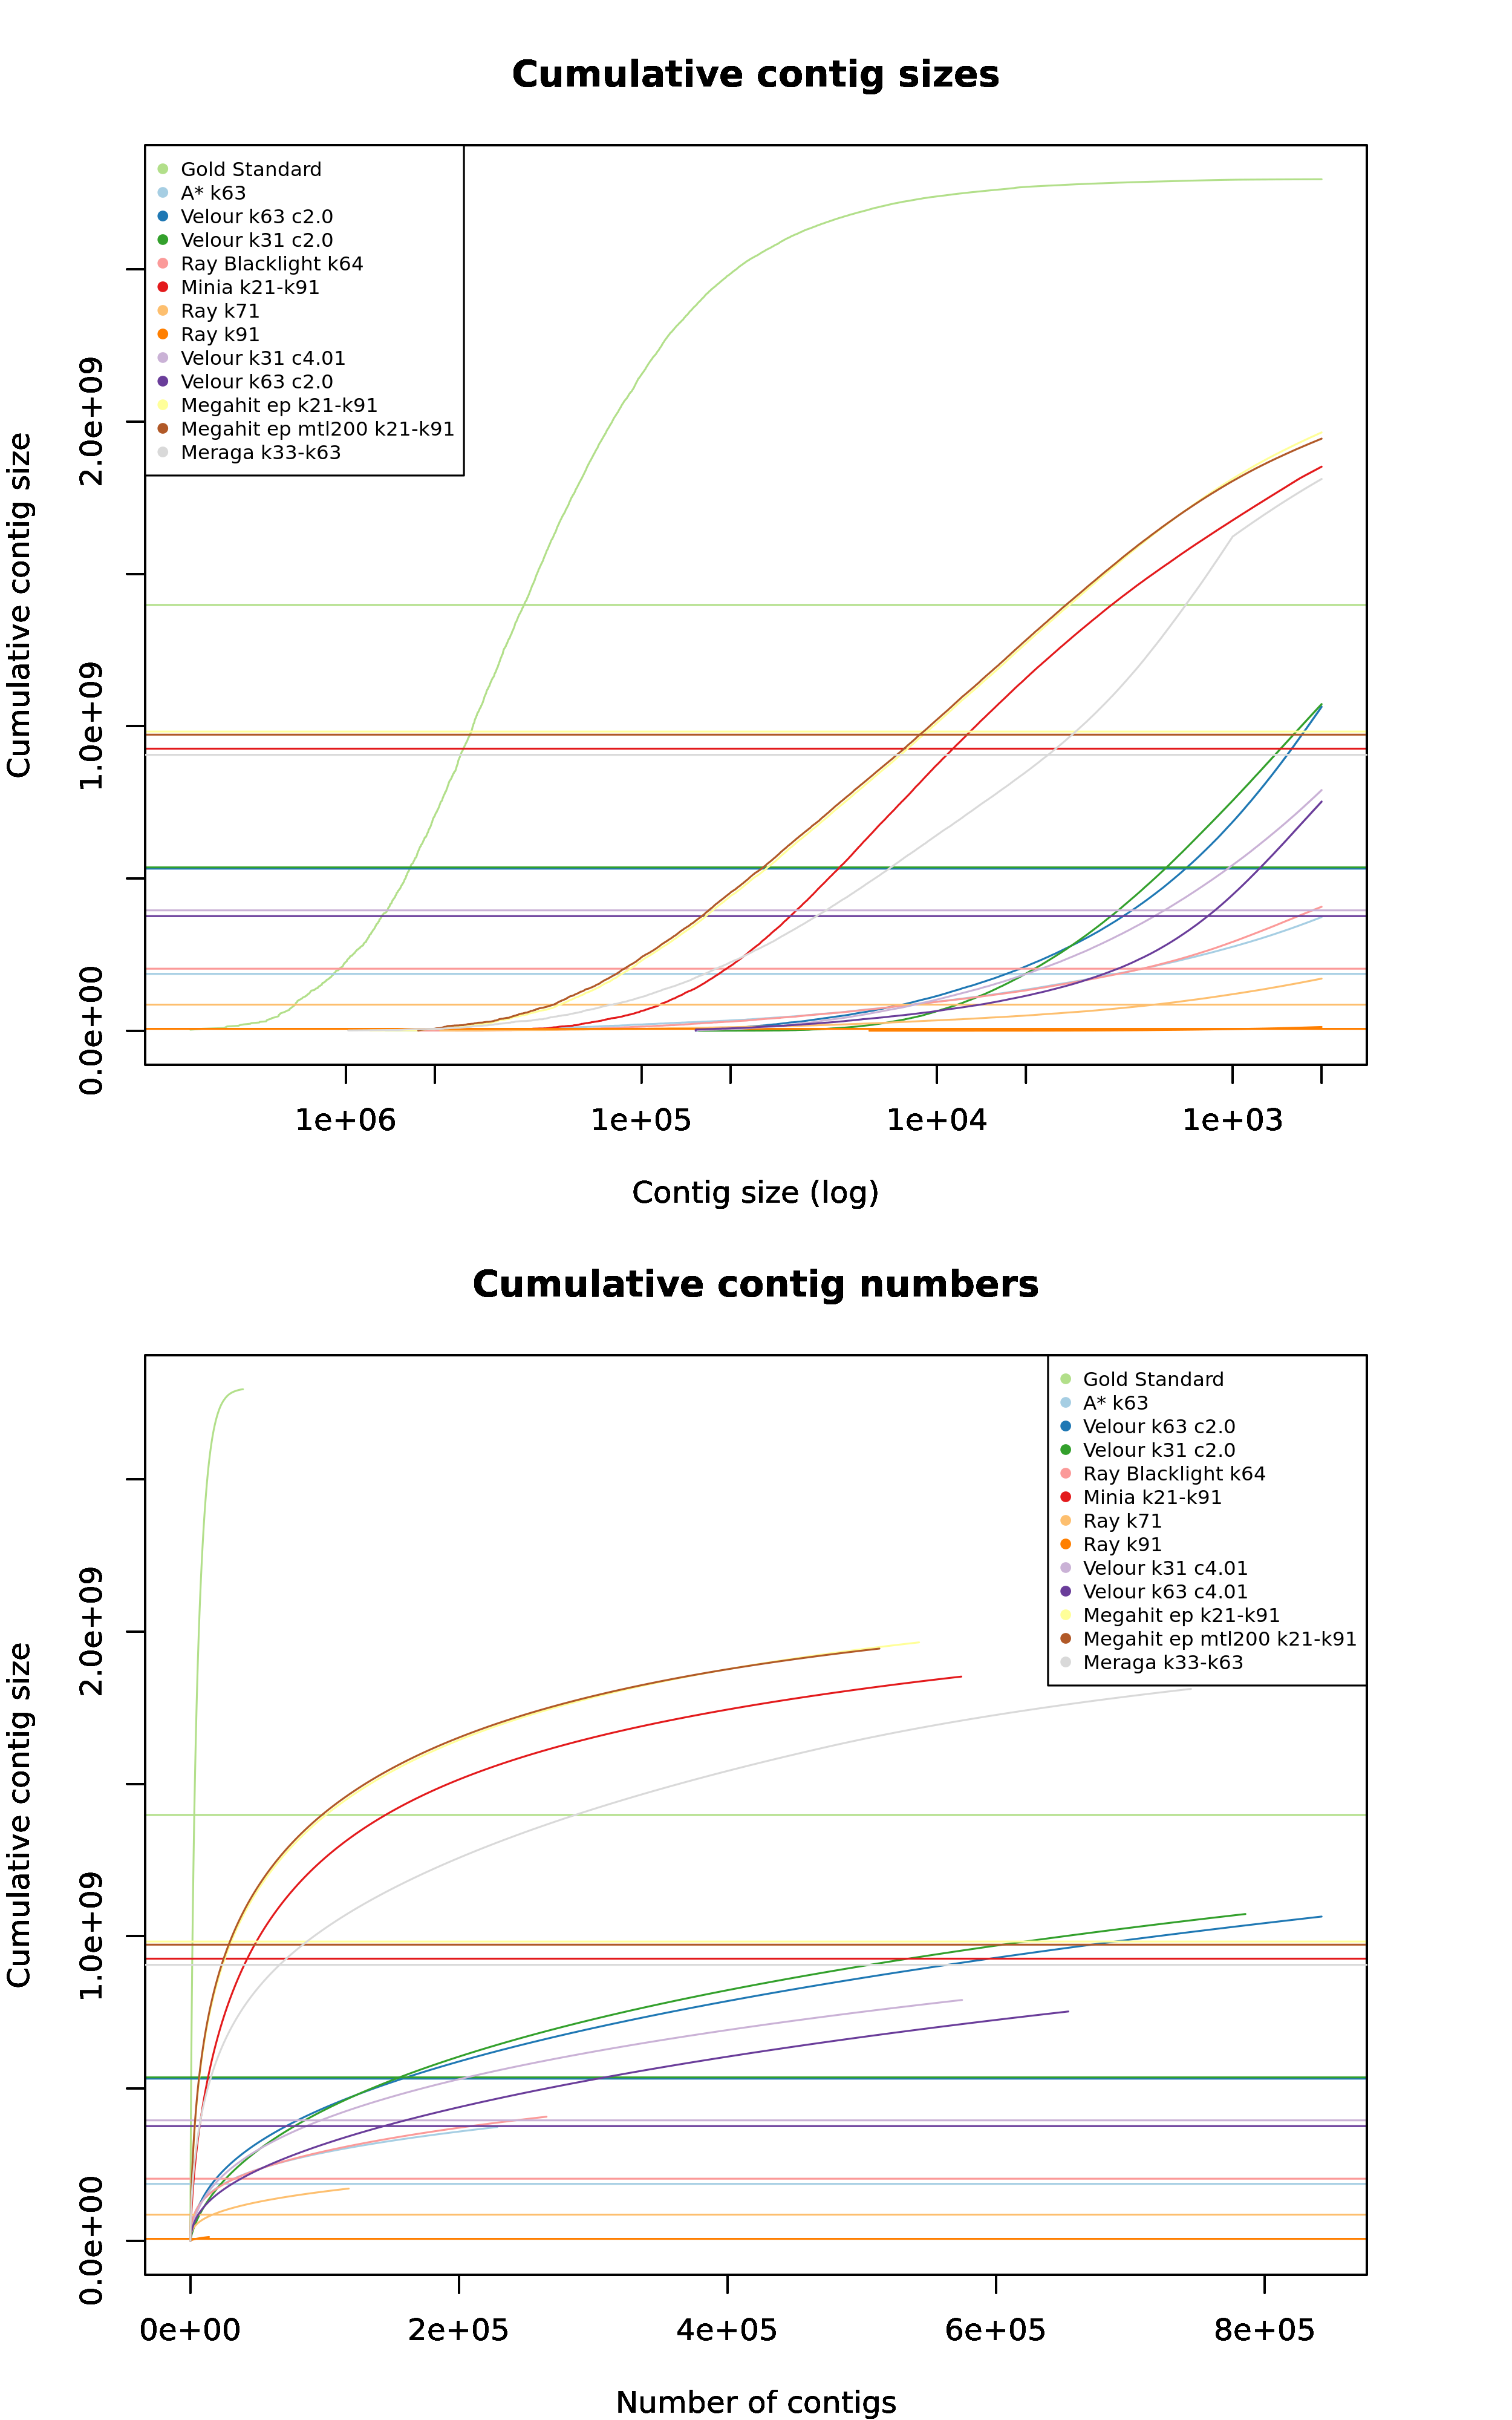 Cumulative contig sizes
Gold Standard
A* k63
Velour k63 c2.0
Velour k31 c2.0
Ray Blacklight k64
Minia k21-k91
Ray k71
Ray k91
Velour k31 c4.01
Velour k63 c2.0
Megahit ep k21-k91
Megahit ep mtl200 k21-k91
Meraga k33-k63
Cumulative contig size
2.0e+09
1.0e+09
0.0e+00
1e+06 1e+05 1e+04 1e+03
Contig size (log)
Cumulative contig numbers
Gold Standard
A* k63
Velour k63 c2.0
Velour k31 c2.0
Ray Blacklight k64
Minia k21-k91
Ray k71
Ray k91
Velour k31 c4.01
Velour k63 c4.01
Megahit ep k21-k91
Megahit ep mtl200 k21-k91
Meraga k33-k63
Cumulative contig size
2.0e+09
1.0e+09
0.0e+00
0e+00 2e+05 4e+05 6e+05 8e+05
Number of contigs